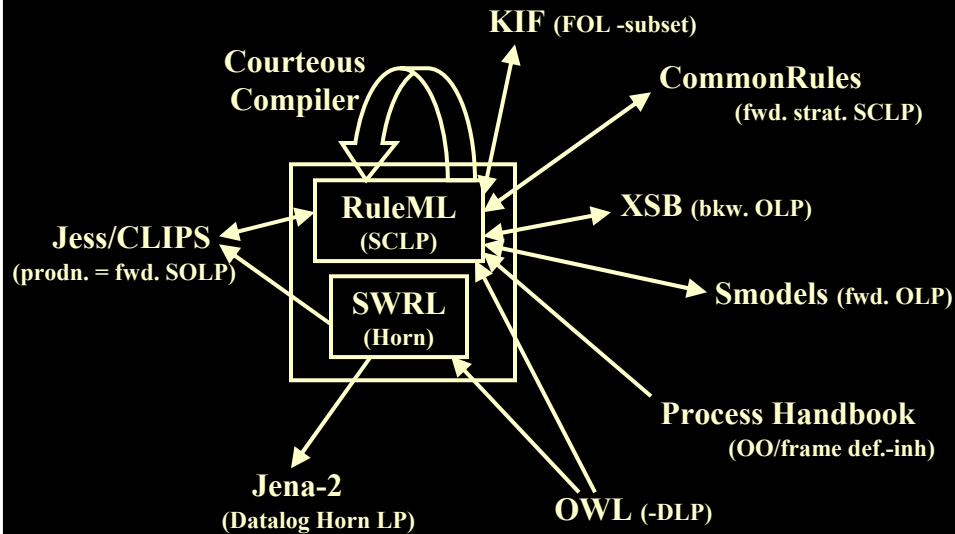 KIF (FOL -subset)
Courteous
Compiler
CommonRules
(fwd. strat. SCLP)
RuleML
(SCLP)
XSB (bkw. OLP)
Jess/CLIPS
(prodn. = fwd. SOLP)
Smodels (fwd. OLP)
SWRL
(Horn)
Process Handbook
(OO/frame def.-inh)
Jena-2
(Datalog Horn LP)
OWL (-DLP)